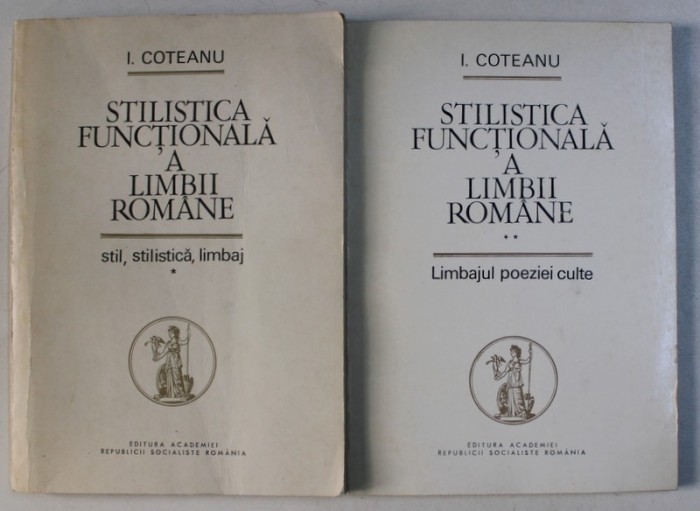 I. COTEANU
STILISTICA
FUNCȚIONALĂ
A
LIMBII
ROMÂNE
stil, stilistică, limbaj
*
EDITURA ACADEMIEI
REPUBLICII SOCIALISTE ROMÂNIA
I. COTEANU
STILISTICA
FUNCȚIONALĂ
A
LIMBII
ROMÂNE
**
Limbajul poeziei culte
EDITURA ACADEMIEI
REPUBLICII SOCIALISTE ROMÂNIA